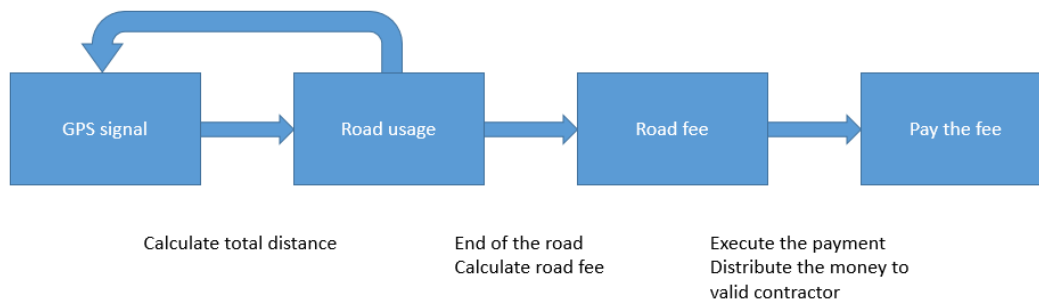 GPS signal
Road usage
Road fee
Pay the fee
Calculate total distance
End of the road
Calculate road fee
Execute the payment
Distribute the money to
valid contractor